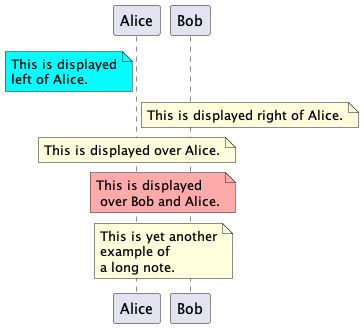 Alice Bob
This is displayed
left of Alice.
This is displayed right of Alice.
This is displayed over Alice.
This is displayed
over Bob and Alice.
This is yet another
example of
a long note.
Alice Bob